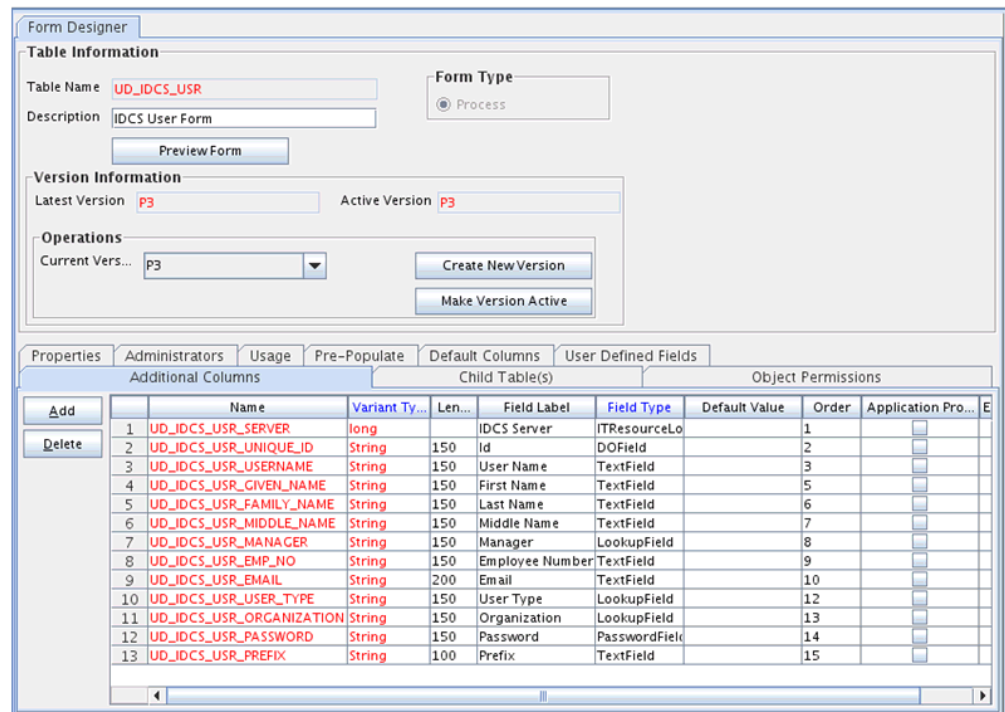 Form Designer
Table Information
Table Name UD_IDCS_USR
Form Type
Process
Description IDCS User Form
Preview Form
Version Information
Latest Version P3 Active Version P3
Operations
Current Vers... P3 Create New Version
Make Version Active
Properties Administrators Usage Pre-Populate Default Columns User Defined Fields
Additional Columns Child Table(s) Object Permissions
Add
Delete
Name Variant Ty... Len... Field Label Field Type Default Value Order Application Pro... E
1 UD_IDCS_USR_SERVER long IDCS Server ITResourceLo 1
2 UD_IDCS_USR_UNIQUE_ID String 150 Id DOField 2
3 UD_IDCS_USR_USERNAME String 150 User Name TextField 3
4 UD_IDCS_USR_GIVEN_NAME String 150 First Name TextField 5
5 UD_IDCS_USR_FAMILY_NAME String 150 Last Name TextField 6
6 UD_IDCS_USR_MIDDLE_NAME String 150 Middle Name TextField 7
7 UD_IDCS_USR_MANAGER String 150 Manager LookupField 8
8 UD_IDCS_USR_EMP_NO String 150 Employee Number TextField 9
9 UD_IDCS_USR_EMAIL String 200 Email TextField 10
10 UD_IDCS_USR_USER_TYPE String 150 User Type LookupField 12
11 UD_IDCS_USR_ORGANIZATION String 150 Organization LookupField 13
12 UD_IDCS_USR_PASSWORD String 150 Password PasswordField 14
13 UD_IDCS_USR_PREFIX String 100 Prefix TextField 15